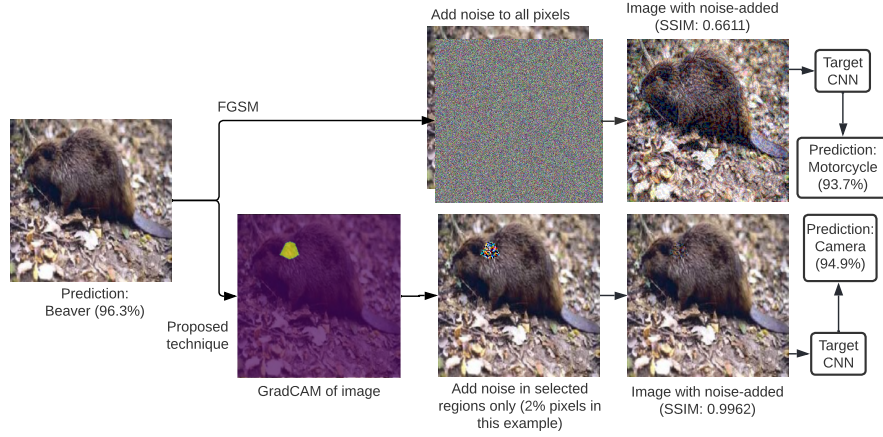 Add noise to all pixels
Image with noise-added
(SSIM: 0.6611)
Target
CNN
FGSM
Prediction:
Motorcycle
(93.7%)
Prediction:
Beaver (96.3%)
Proposed
technique
GradCAM of image
Add noise in selected
regions only (2% pixels in
this example)
Image with noise-added
(SSIM: 0.9962)
Target
CNN
Prediction:
Camera
(94.9%)